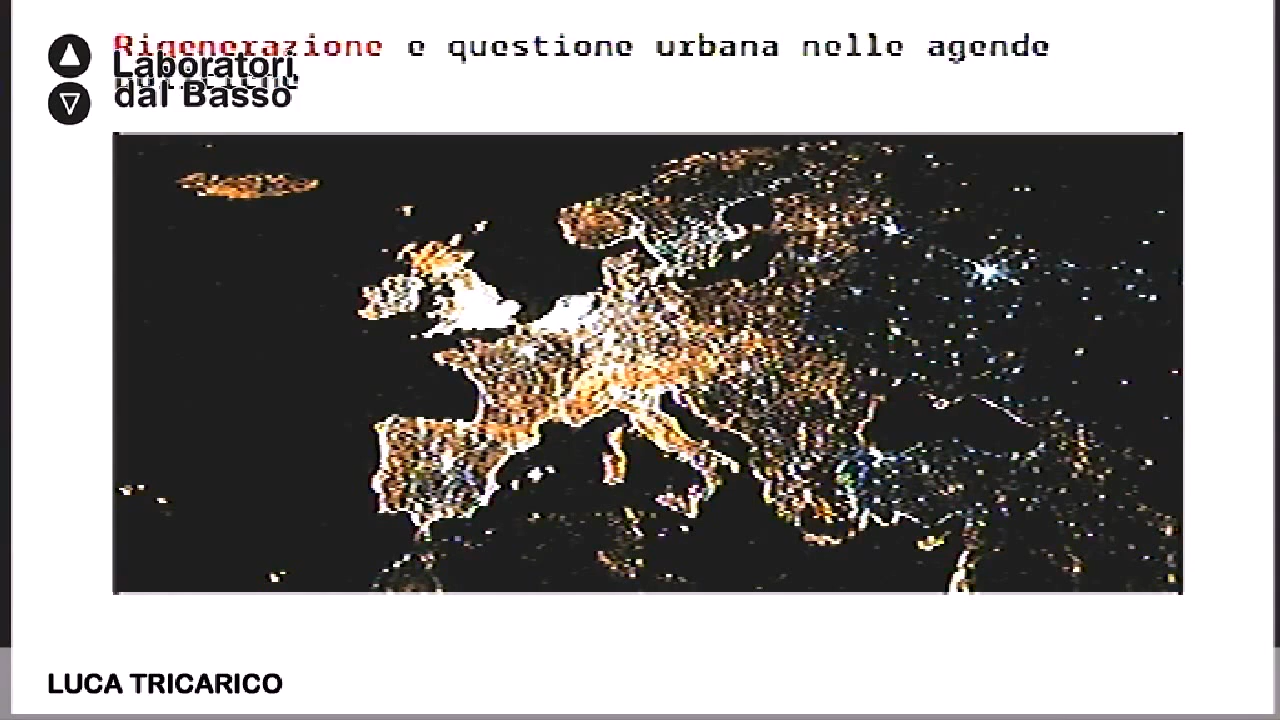 Rigenerazione e questione urbana nelle agende
Laboratori
dal Basso
LUCA TRICARICO